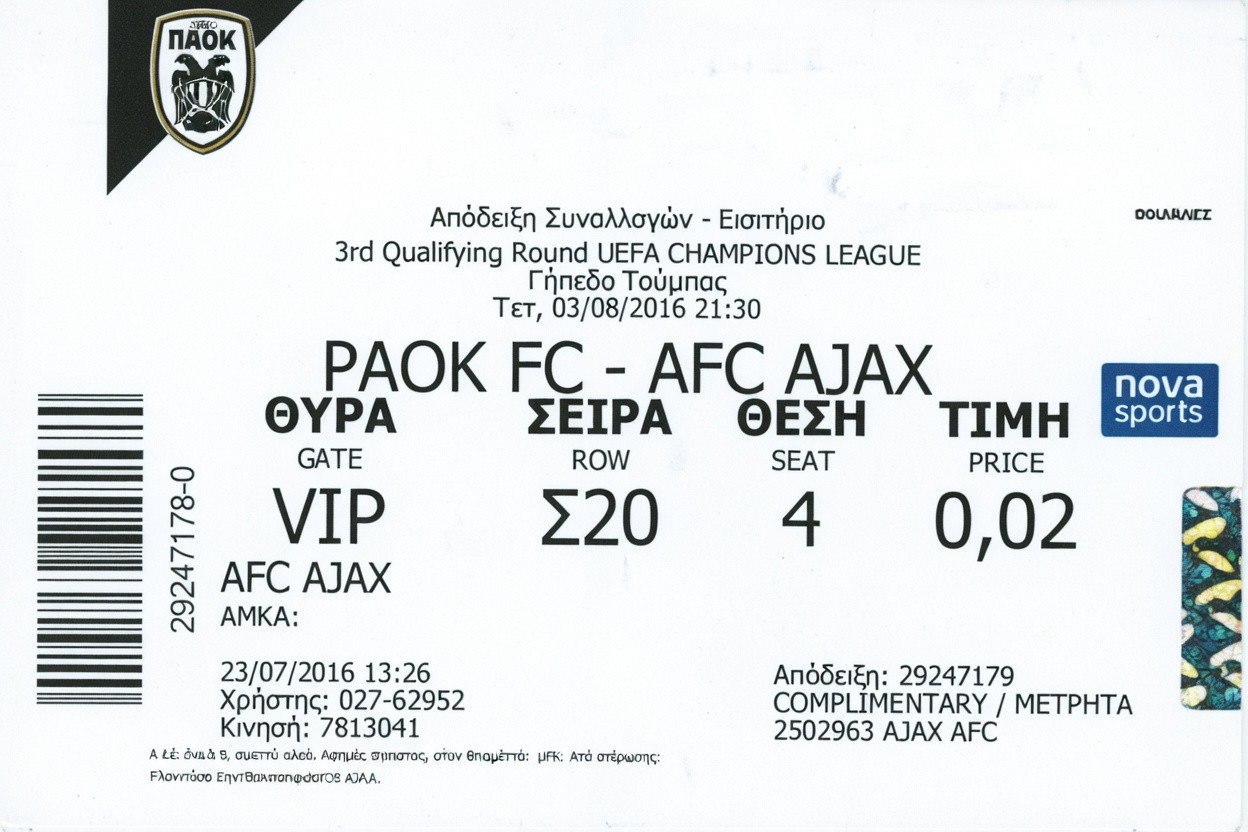 ΠΑΟΚ
Απόδειξη Συναλλσγών - Εισιτήριο
3rd Qualifying Round UEFA CHAMPIONS LEAGUE
Γήπεδο Τούμπας
Τετ, 03/08/2016 21:30
PAOK FC - AFC AJAX
nova
sports
ΘΥΡΑ ΣΕΙΡΑ ΘΕΣΗ ΤΙΜΗ
GATE ROW SEAT PRICE
VIP Σ20 4 0,02
29247178-0
AFC AJAX
ΑΜΚΑ:
23/07/2016 13:26
Χρήστης: 027-62952
Κινησή: 7813041
Απόδειξη: 29247179
COMPLIMENTARY / ΜΕΤΡΗΤΑ
2502963 AJAX AFC